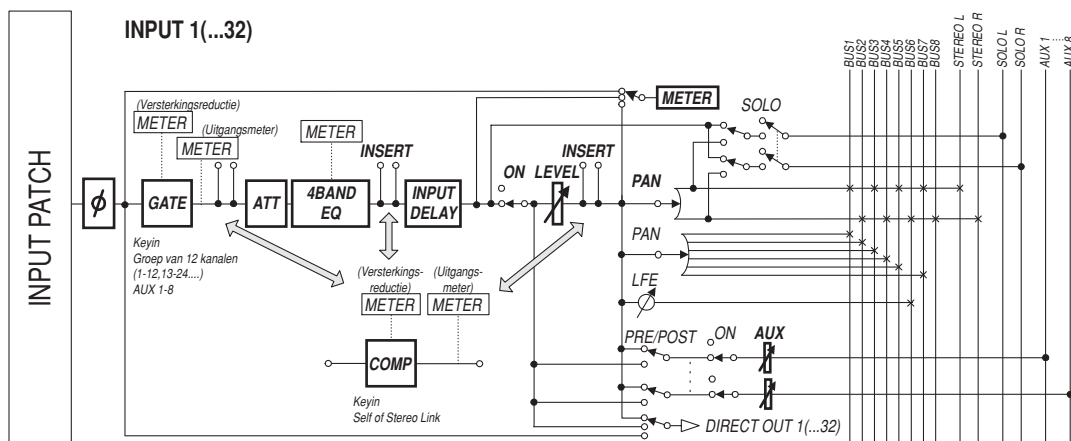 INPUT PATCH
INPUT 1(...32)
(Versterkingsreductie)
METER
(Uitgangsmeter)
METER
METER
INSERT
ϕ
GATE
ATT
4BAND
EQ
INPUT
DELAY
ON
LEVEL
INSERT
METER
SOLO
PAN
PAN
LFE
Keyin
Groep van 12 kanalen
(1-12,13-24....)
AUX 1-8
(Versterkings-
reductie)
METER
(Uitgangs-
meter)
METER
COMP
Keyin
Self of Stereo Link
PRE/POST
ON
AUX
DIRECT OUT 1(...32)
BUS1
BUS2
BUS3
BUS4
BUS5
BUS6
BUS7
BUS8
STEREO L
STEREO R
SOLO L
SOLO R
AUX 1
........
AUX 8